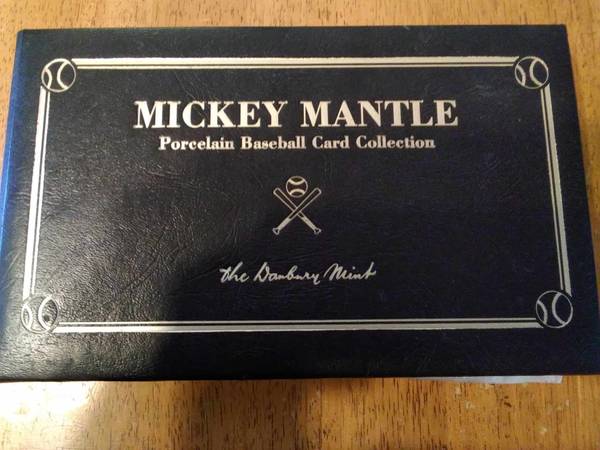 MICKEY MANTLE
Porcelain Baseball Card Collection
the Danbury Mint